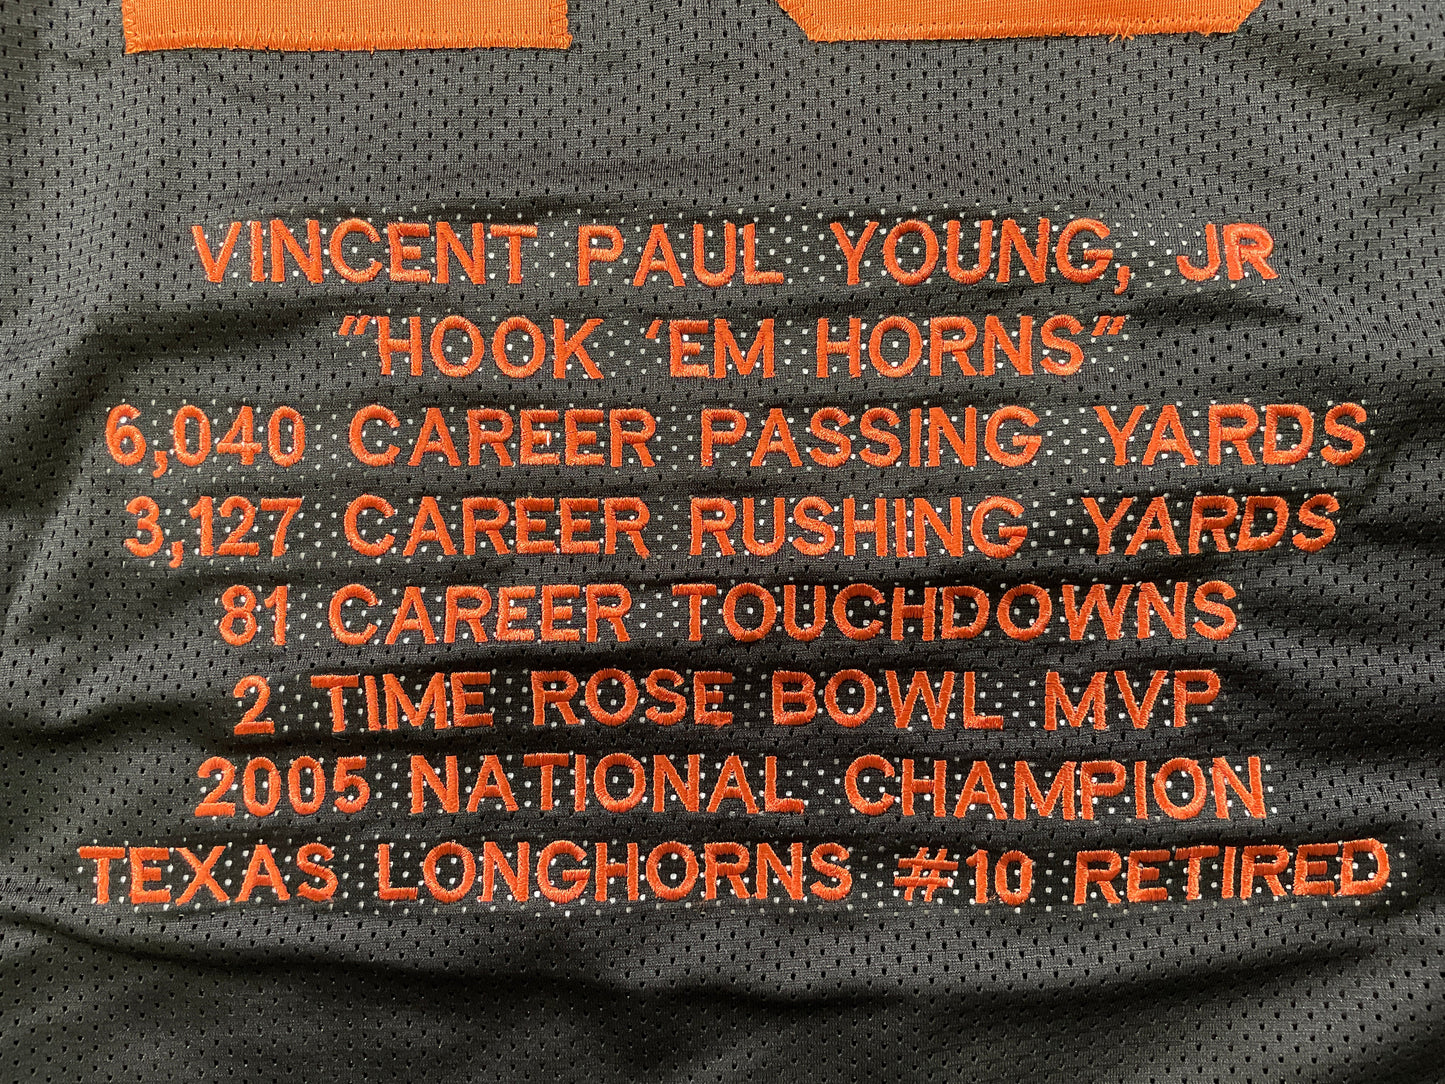 VINCENT PAUL YOUNG, JR
"HOOK 'EM HORNS"
6,040 CAREER PASSING YARDS
3,127 CAREER RUSHING YARDS
81 CAREER TOUCHDOWNS
2 TIME ROSE BOWL MVP
2005 NATIONAL CHAMPION
TEXAS LONGHORNS #10 RETIRED